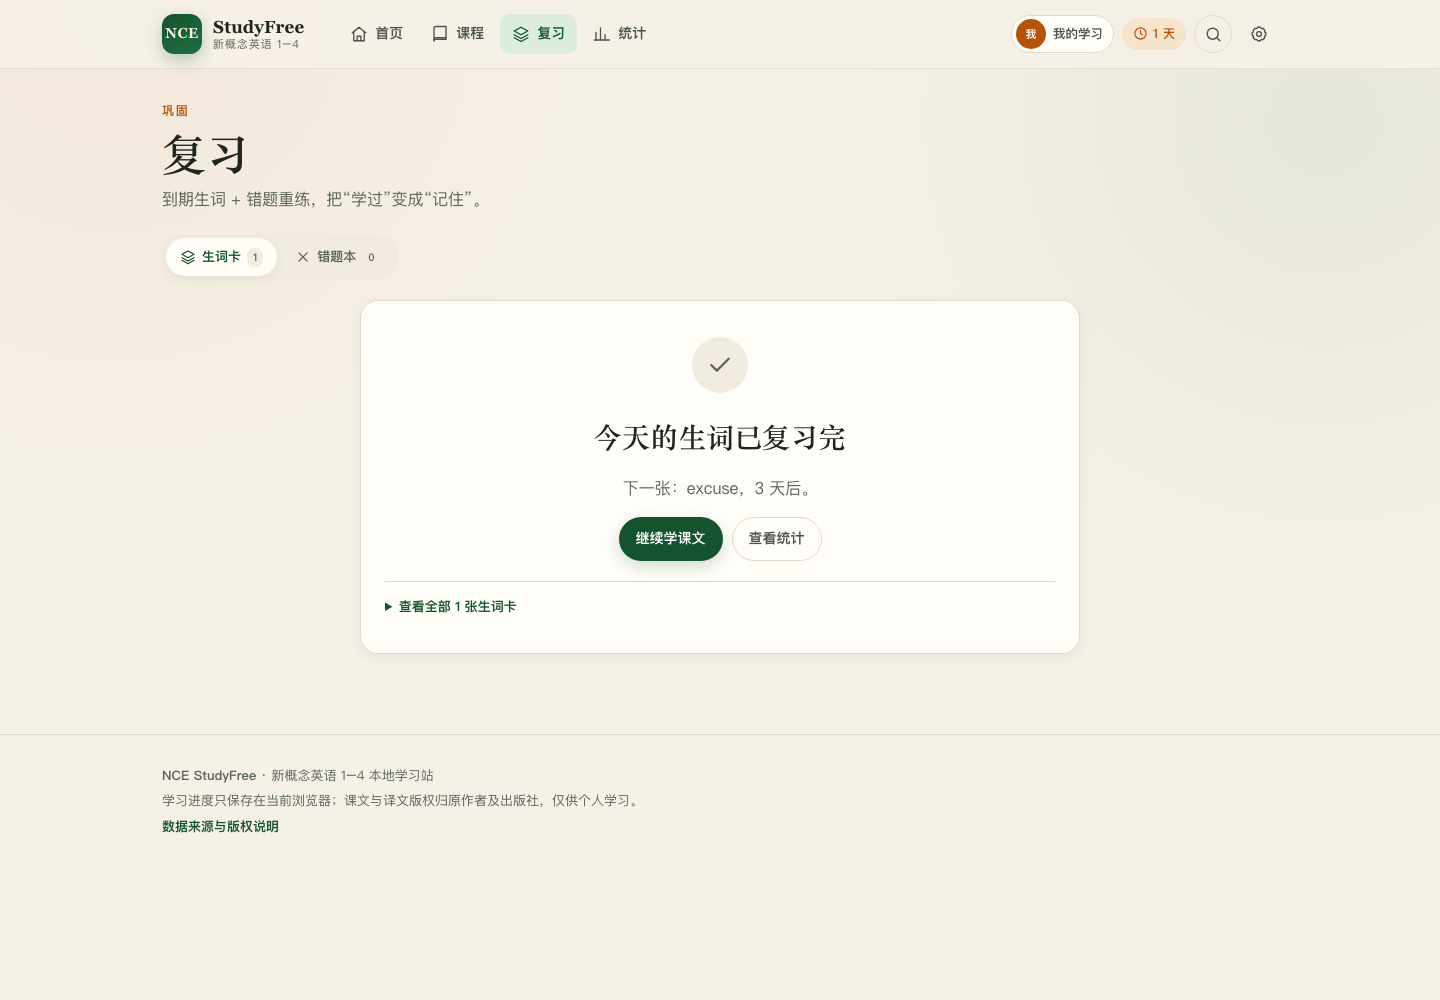 NCE
StudyFree
新概念英语 1—4
首页
课程
复习
统计
我
我的学习
1 天
巩固
复习
到期生词 + 错题重练，把“学过”变成“记住”。
生词卡 1
错题本 0
今天的生词已复习完
下一张：excuse，3 天后。
继续学课文
查看统计
查看全部 1 张生词卡
NCE StudyFree · 新概念英语 1—4 本地学习站
学习进度只保存在当前浏览器；课文与译文版权归原作者及出版社，仅供个人学习。
数据来源与版权说明